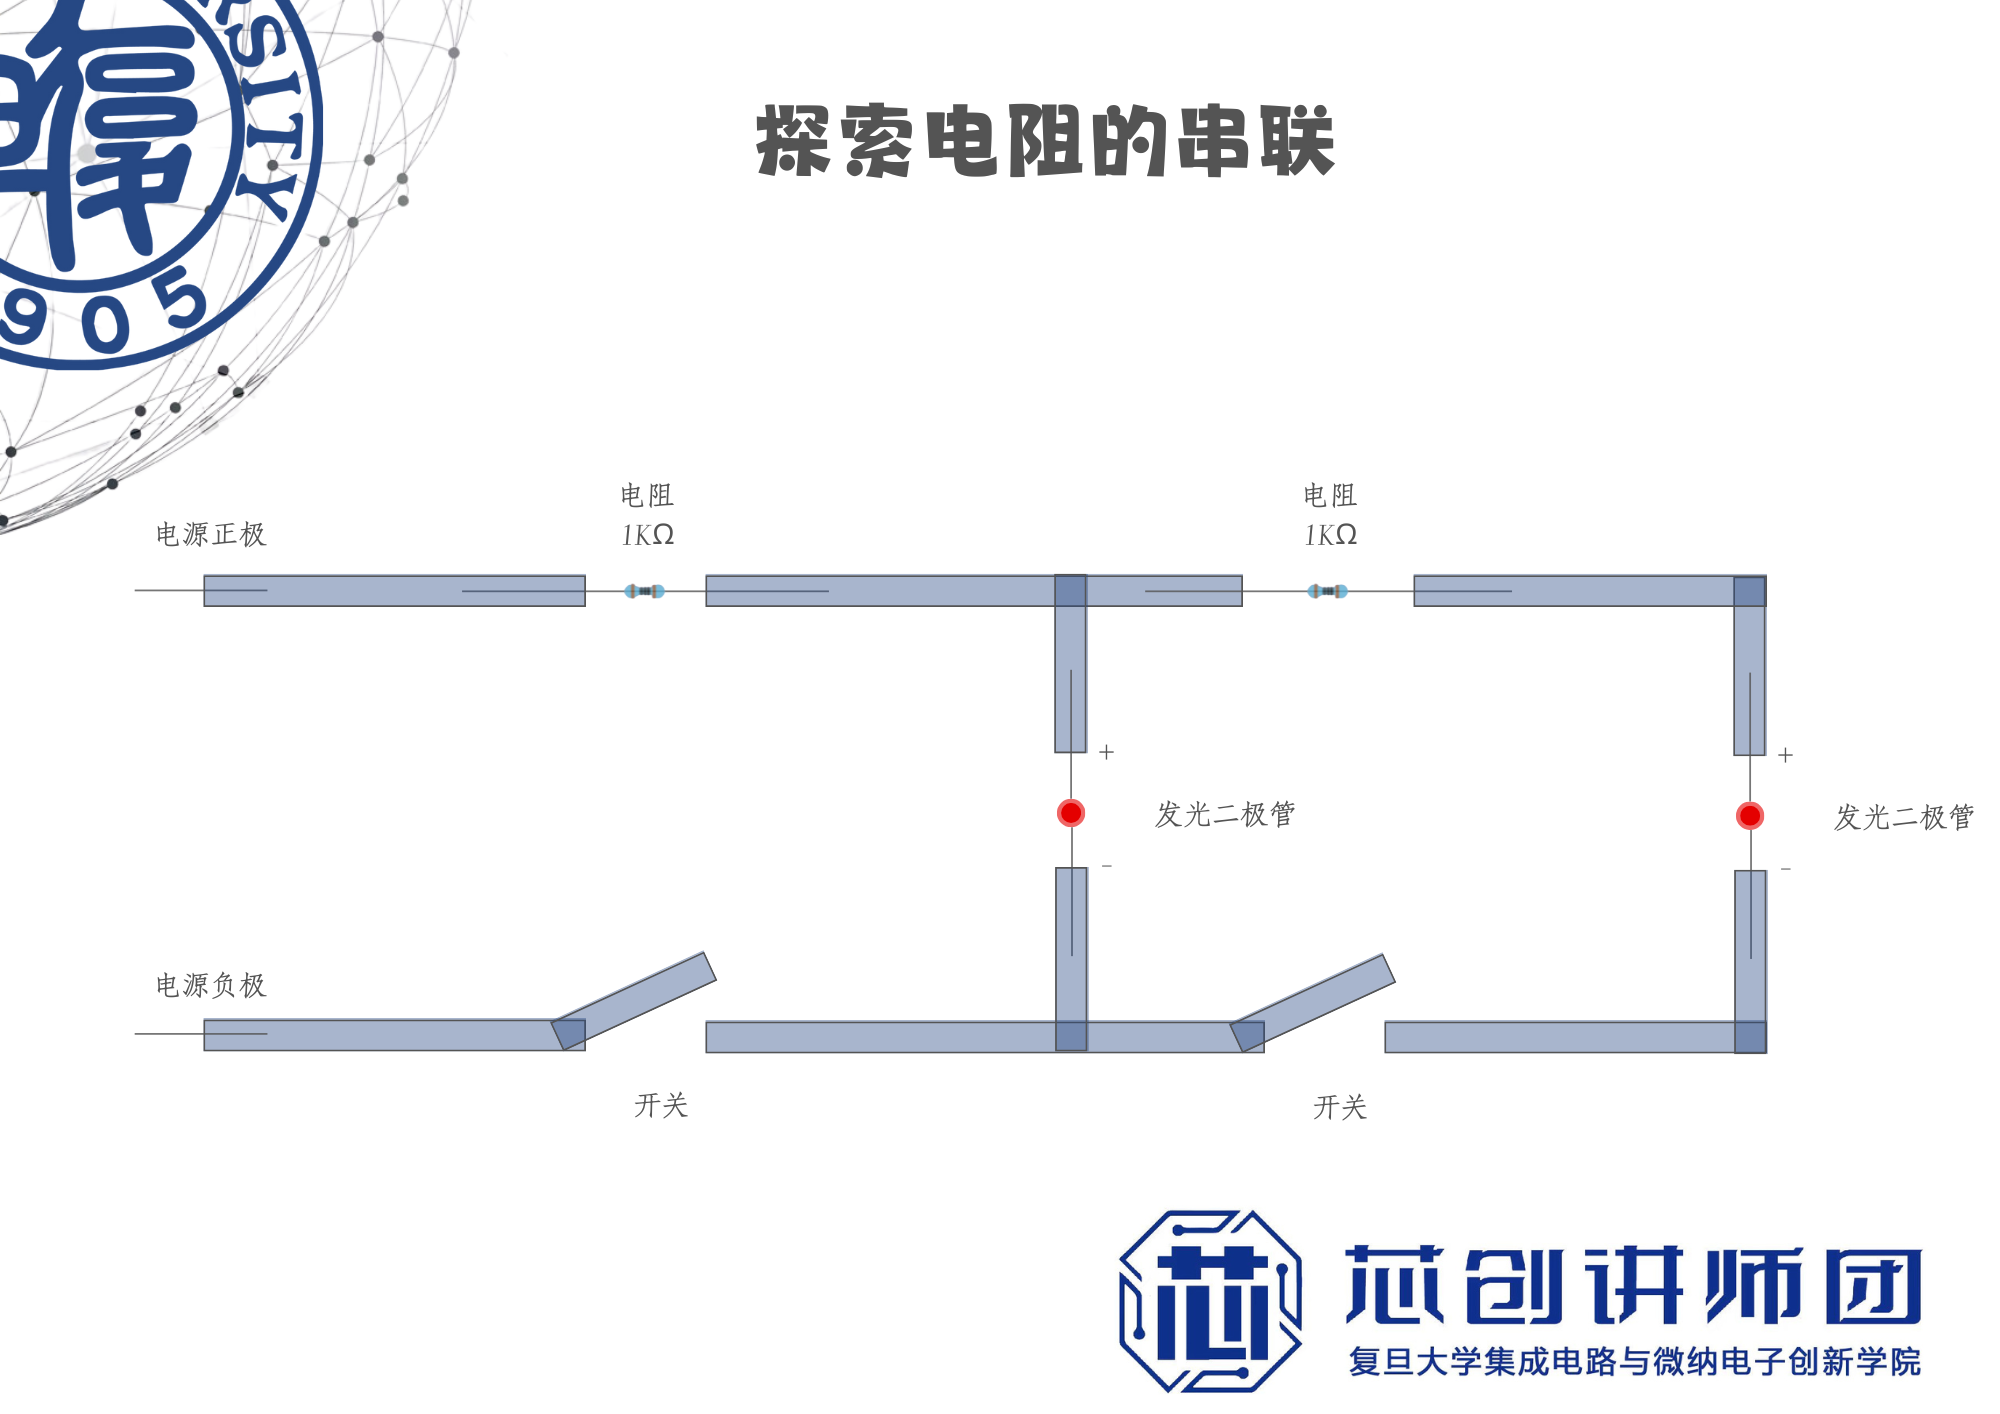 RSITY
905
探索电阻的串联
电阻
1KΩ
电阻
1KΩ
电源正极
+
+
发光二极管
发光二极管
-
-
电源负极
开关
开关
芯
芯创讲师团
复旦大学集成电路与微纳电子创新学院